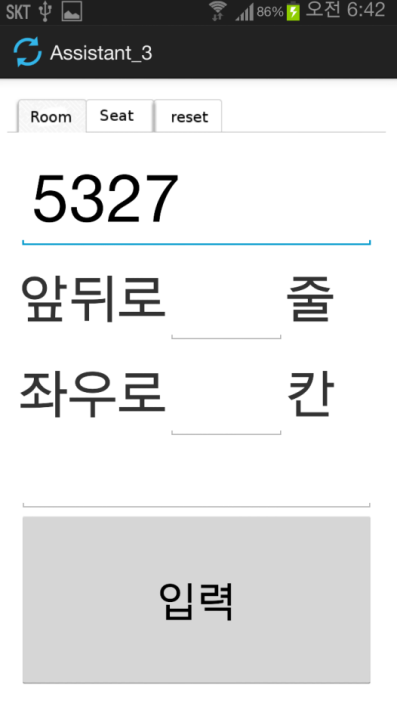 SKT 86% 오전 6:42
Assistant_3
Room Seat reset
5327
앞뒤로 줄
좌우로 칸
입력